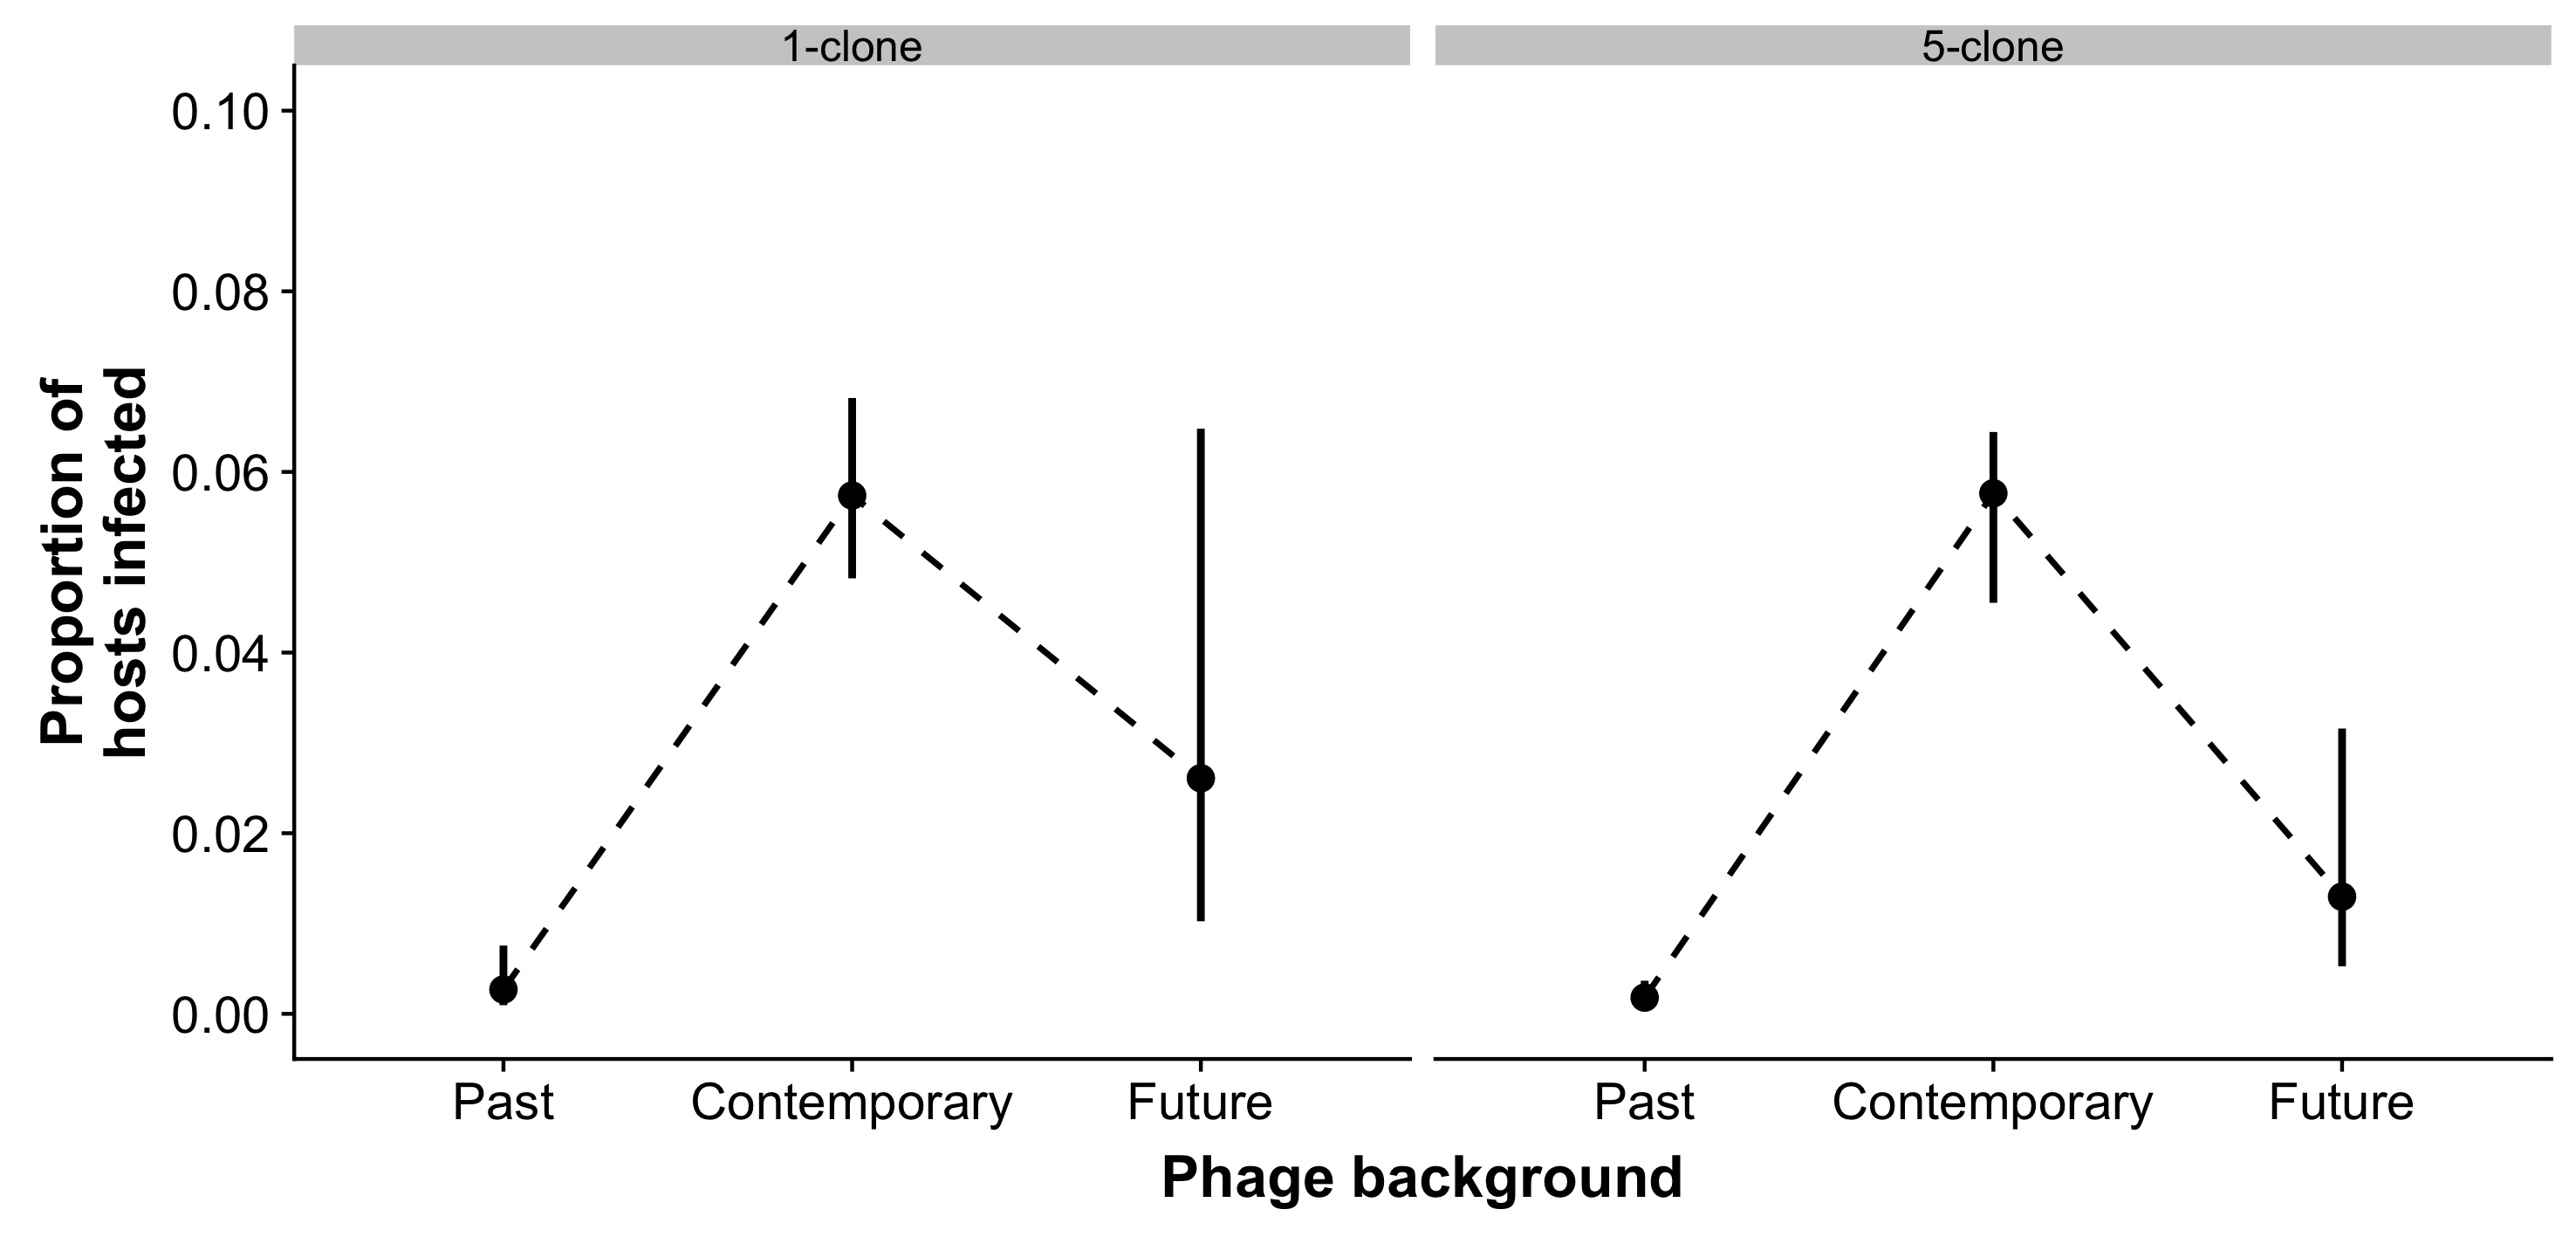 1-clone
5-clone
Proportion of
hosts infected
0.10
0.08
0.06
0.04
0.02
0.00
Past
Contemporary
Future
Past
Contemporary
Future
Phage background